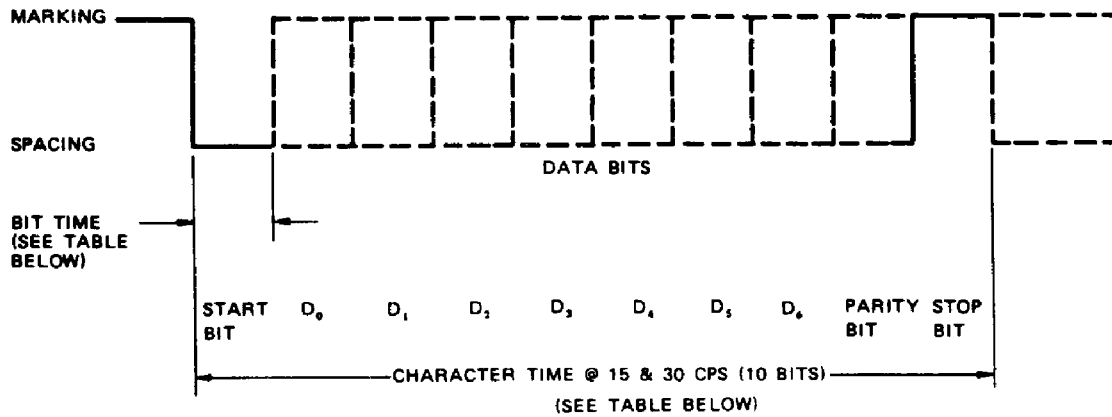 MARKING
SPACING
DATA BITS
BIT TIME
(SEE TABLE
BELOW)
START
BIT
D₀
D₁
D₂
D₃
D₄
D₅
D₆
PARITY
BIT
STOP
BIT
CHARACTER TIME @ 15 & 30 CPS (10 BITS)
(SEE TABLE BELOW)